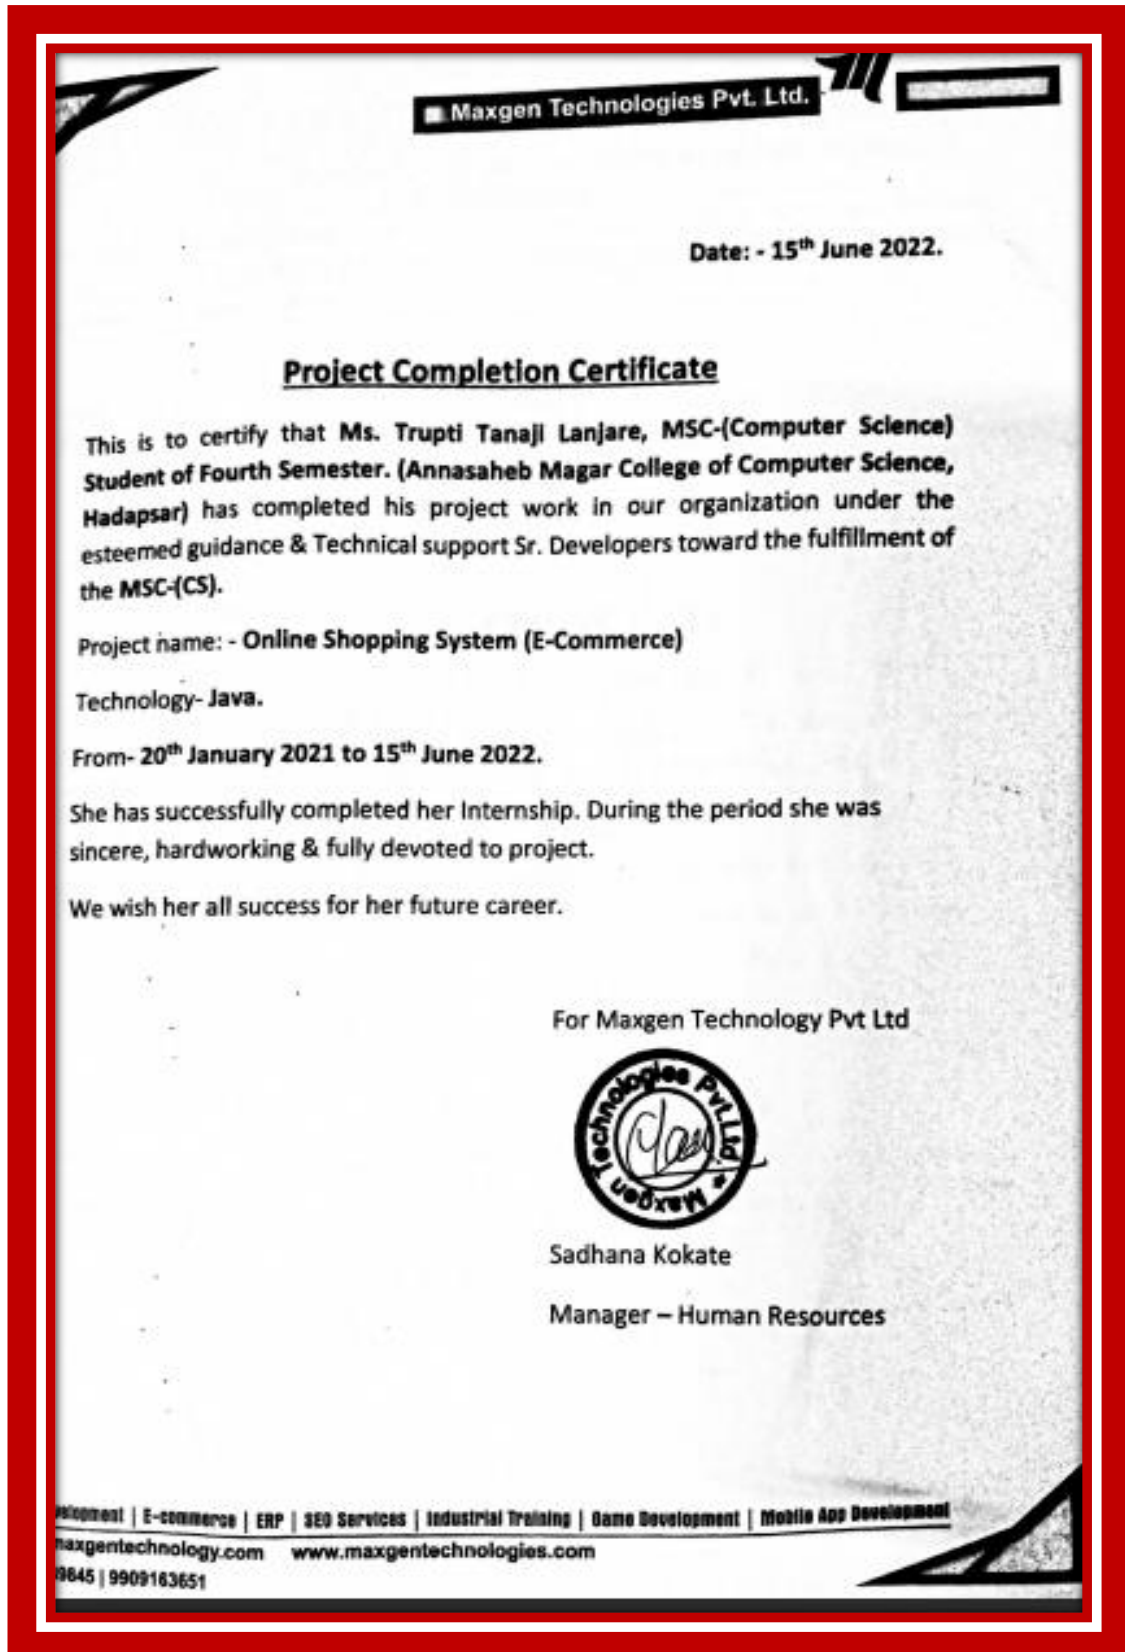 Maxgen Technologies Pvt. Ltd.
Date: - 15th June 2022.
Project Completion Certificate
This is to certify that Ms. Trupti Tanaji Lanjare, MSC-(Computer Science)
Student of Fourth Semester. (Annasaheb Magar College of Computer Science,
Hadapsar) has completed his project work in our organization under the
esteemed guidance & Technical support Sr. Developers toward the fulfillment of
the MSC-(CS).
Project name: - Online Shopping System (E-Commerce)
Technology- Java.
From- 20th January 2021 to 15th June 2022.
She has successfully completed her Internship. During the period she was
sincere, hardworking & fully devoted to project.
We wish her all success for her future career.
For Maxgen Technology Pvt Ltd
Maxgen Technologies Pvt.Ltd
Sadhana Kokate
Manager – Human Resources
| E-commerce | ERP | SEO Services | Industrial Training | Game Development | Mobile App Development
maxgentechnology.com www.maxgentechnologies.com
9845 | 9909163651